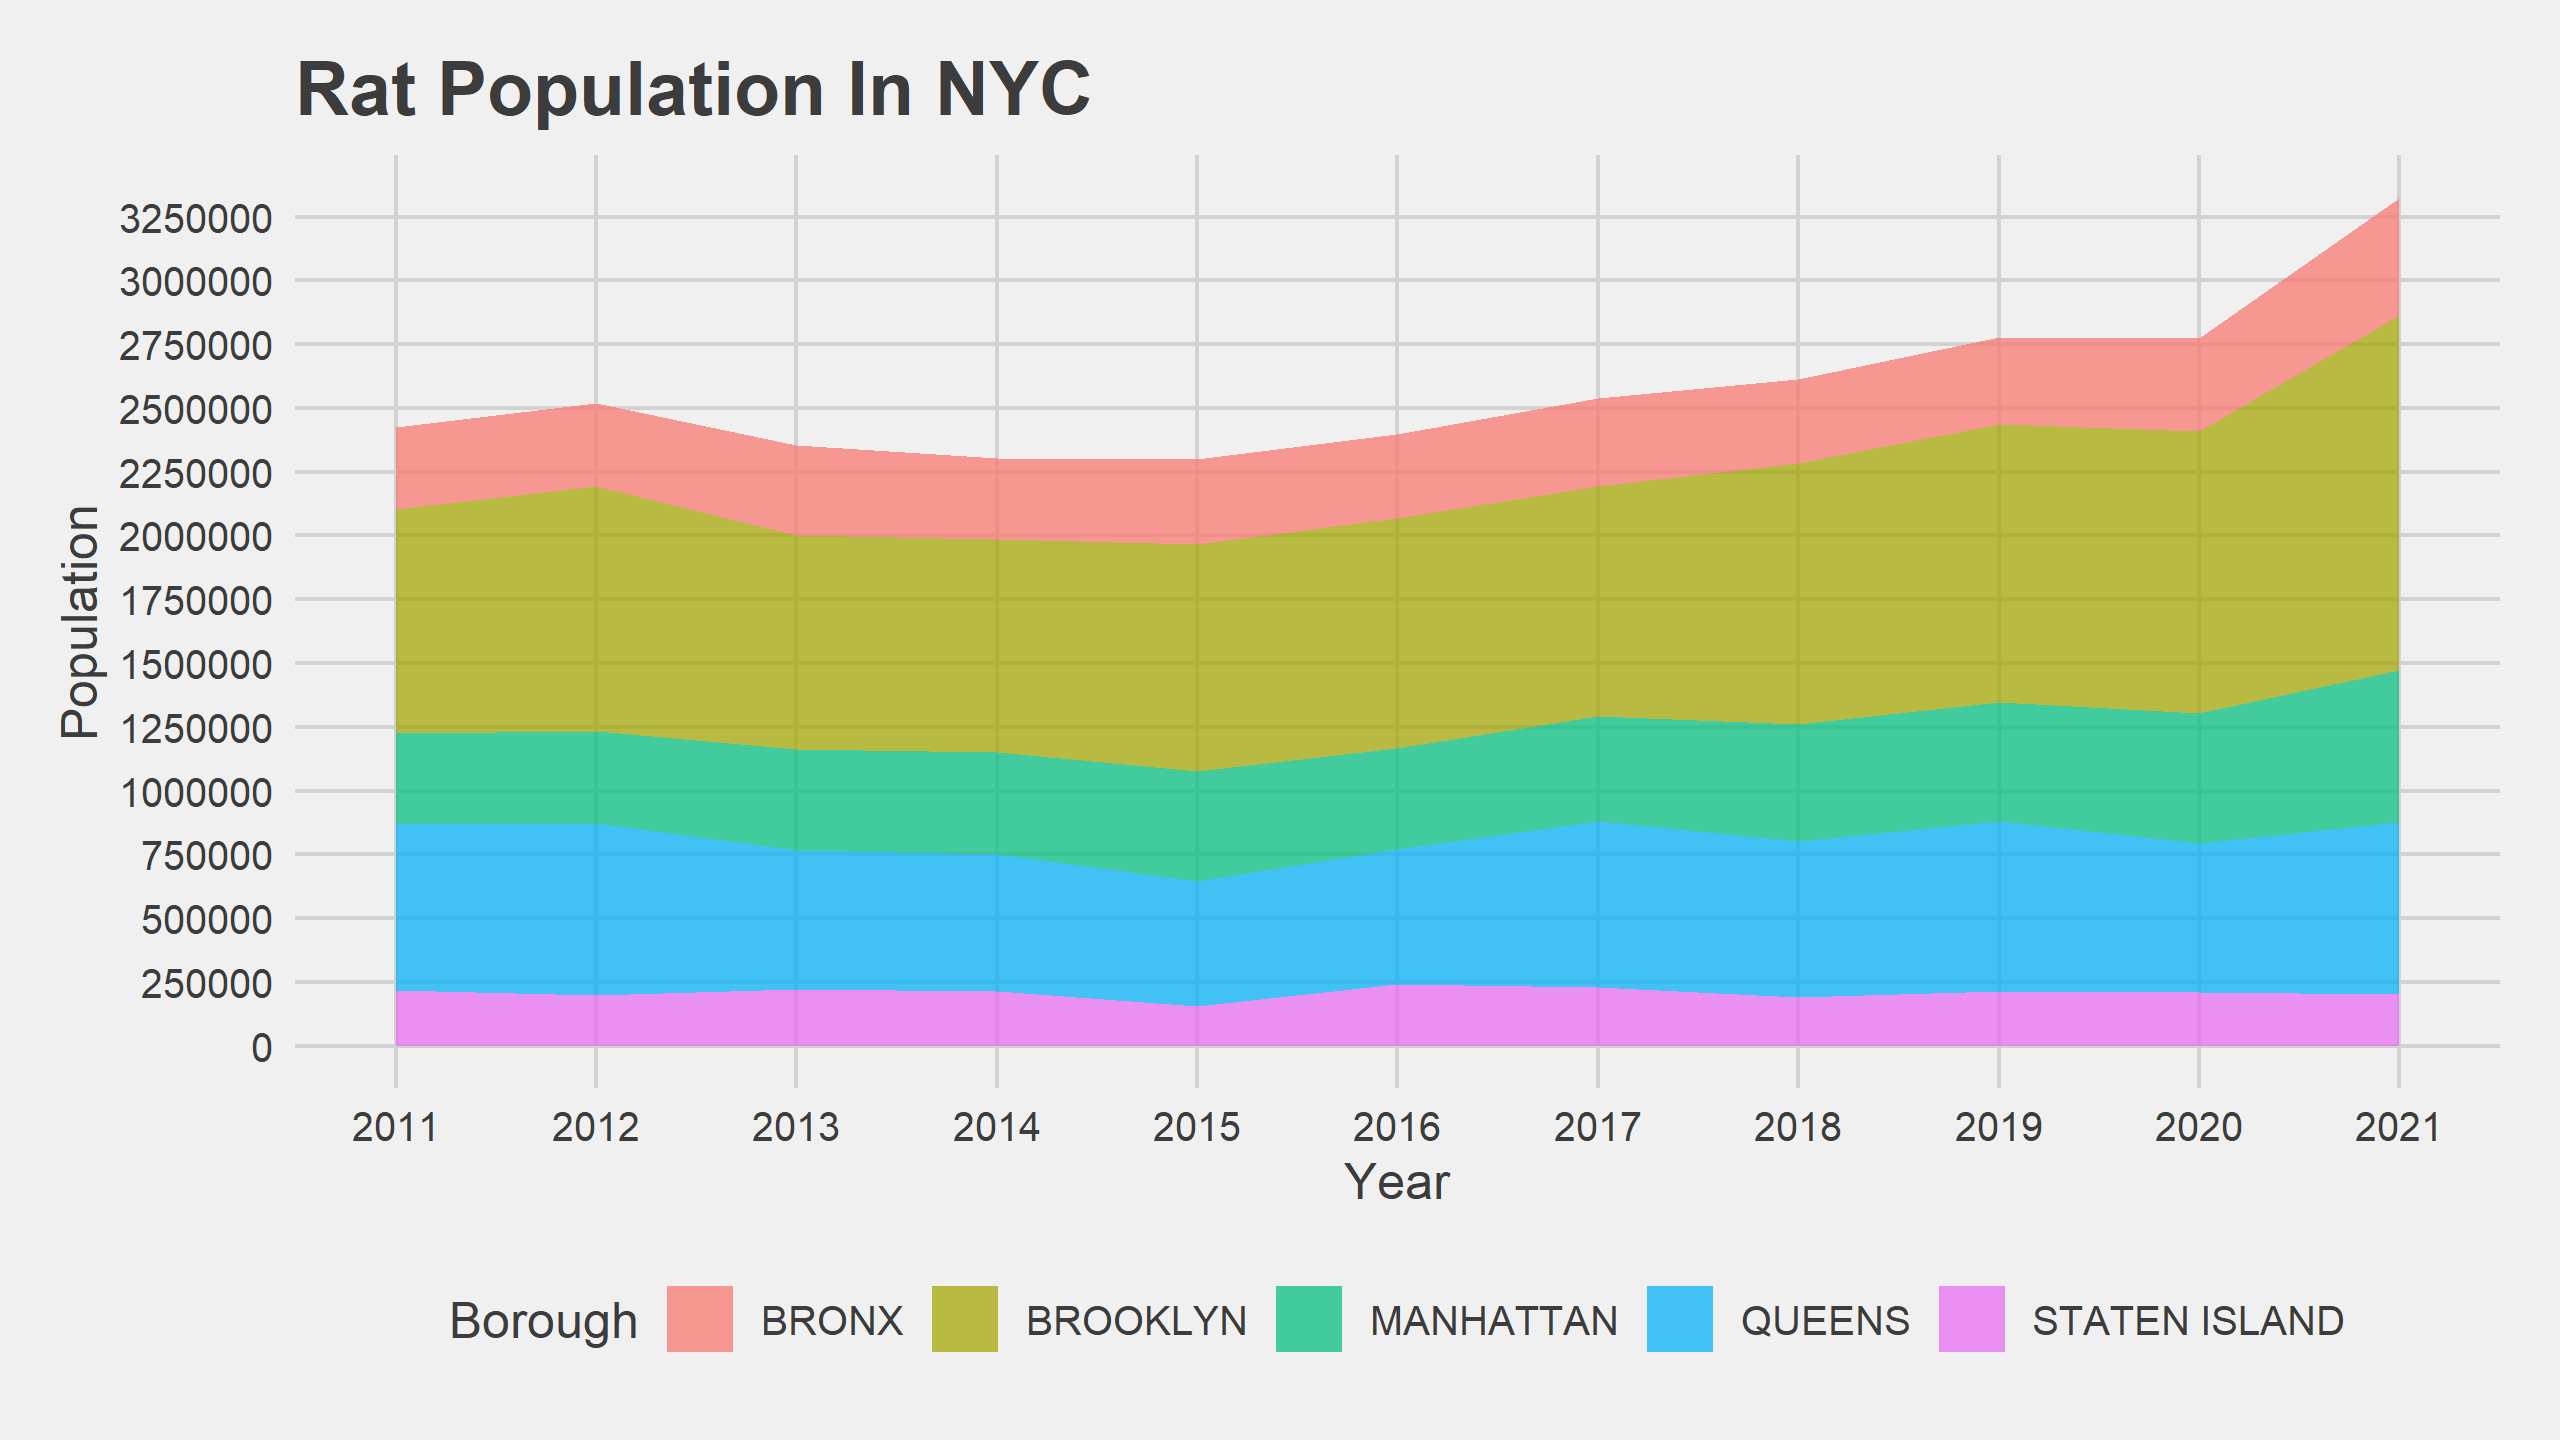 Rat Population In NYC
Population
3250000
3000000
2750000
2500000
2250000
2000000
1750000
1500000
1250000
1000000
750000
500000
250000
0
2011 2012 2013 2014 2015 2016 2017 2018 2019 2020 2021
Year
Borough BRONX BROOKLYN MANHATTAN QUEENS STATEN ISLAND